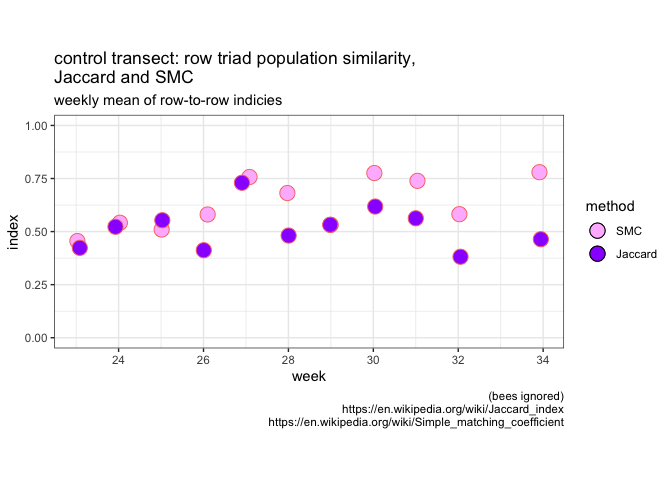 control transect: row triad population similarity,
Jaccard and SMC
weekly mean of row-to-row indicies
1.00
0.75
0.50
0.25
0.00
index
24 26 28 30 32 34
week
method
SMC
Jaccard
(bees ignored)
https://en.wikipedia.org/wiki/Jaccard_index
https://en.wikipedia.org/wiki/Simple_matching_coefficient